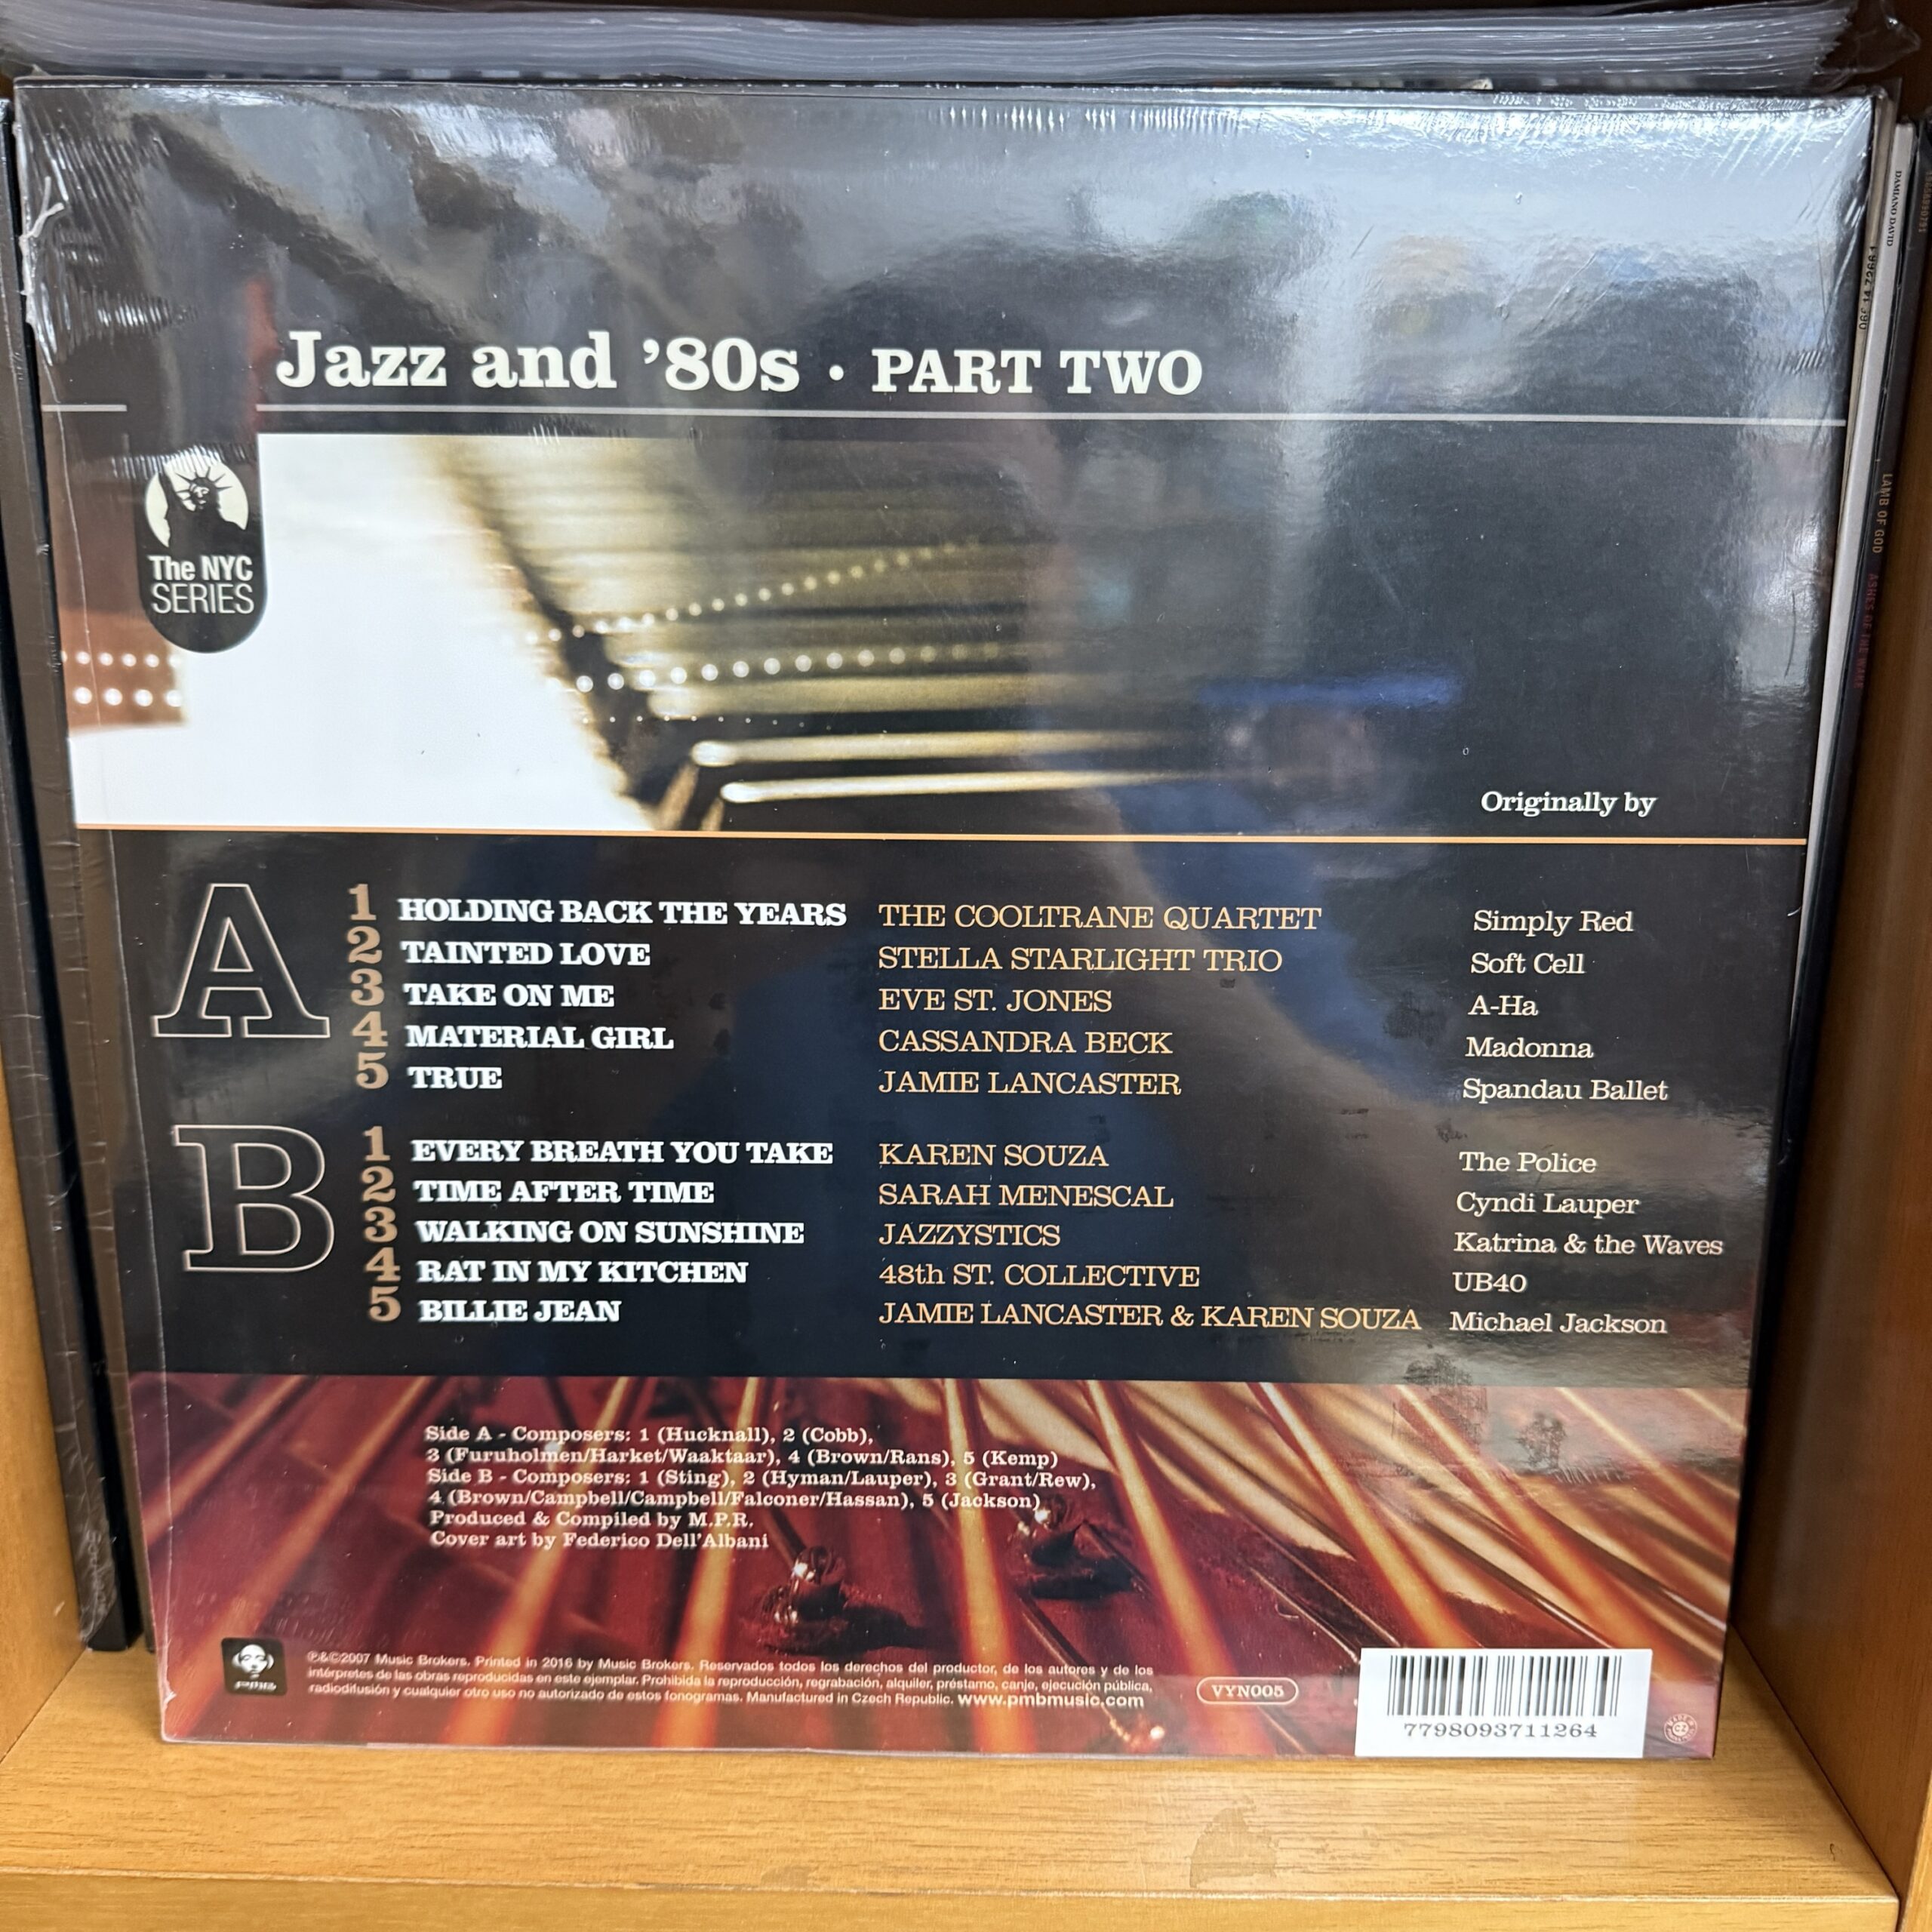 Jazz and ’80s • PART TWO
The NYC
SERIES
Originally by
A
1 HOLDING BACK THE YEARS THE COOLTRANE QUARTET Simply Red
2 TAINTED LOVE STELLA STARLIGHT TRIO Soft Cell
3 TAKE ON ME EVE ST. JONES A-Ha
4 MATERIAL GIRL CASSANDRA BECK Madonna
5 TRUE JAMIE LANCASTER Spandau Ballet
B
1 EVERY BREATH YOU TAKE KAREN SOUZA The Police
2 TIME AFTER TIME SARAH MENESCAL Cyndi Lauper
3 WALKING ON SUNSHINE JAZZYSTICS Katrina & the Waves
4 RAT IN MY KITCHEN 48th ST. COLLECTIVE UB40
5 BILLIE JEAN JAMIE LANCASTER & KAREN SOUZA Michael Jackson
Side A - Composers: 1 (Hucknall), 2 (Cobb),
3 (Furuholmen/Harket/Waaktaar), 4 (Brown/Rans), 5 (Kemp)
Side B - Composers: 1 (Sting), 2 (Hyman/Lauper), 3 (Grant/Rew),
4 (Brown/Campbell/Campbell/Falconer/Hassan), 5 (Jackson)
Produced & Compiled by M.P.R.
Cover art by Federico Dell’Albani
℗&©2007 Music Brokers. Printed in 2016 by Music Brokers. Reservados todos los derechos del productor, de los autores y de los
intérpretes de las obras reproducidas en este ejemplar. Prohibida la reproducción, regrabación, alquiler, préstamo, canje, ejecución pública,
radiodifusión y cualquier otro uso no autorizado de estos fonogramas. Manufactured in Czech Republic. www.pmbmusic.com
VYN005
7798093711264
DAMIANO DAVID
LAMB OF GOD ASHES OF THE WAKE